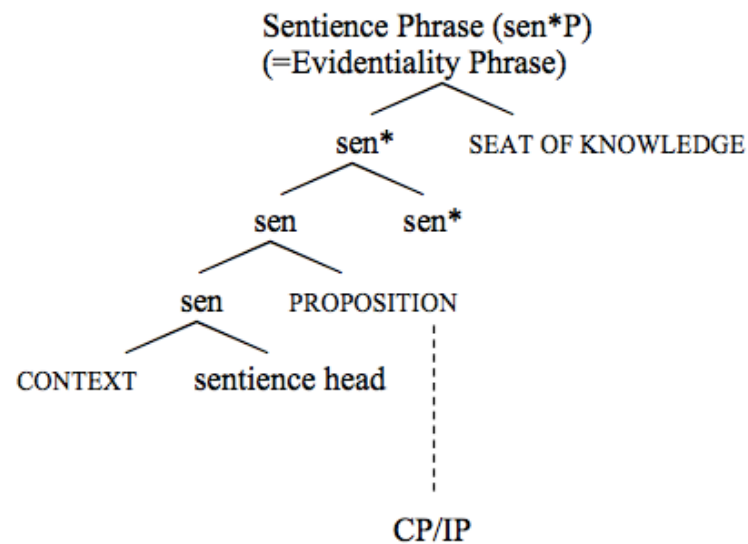 Sentience Phrase (sen*P)
(=Evidentiality Phrase)
sen* SEAT OF KNOWLEDGE
sen sen*
sen PROPOSITION
CONTEXT sentience head
CP/IP